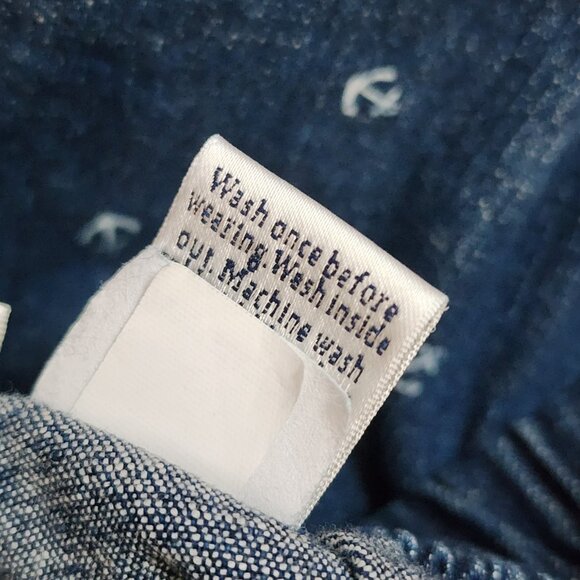 Wash once before
wearing. Wash inside
out. Machine wash